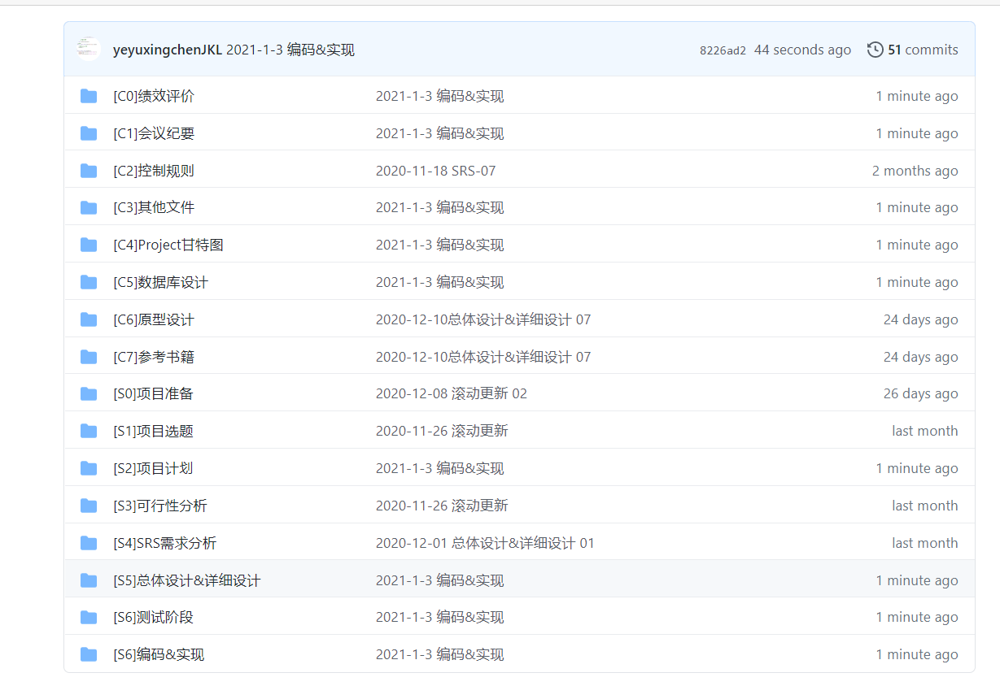 yeyuxingchenJKL 2021-1-3 编码&实现 8226ad2 44 seconds ago 51 commits
[C0]绩效评价 2021-1-3 编码&实现 1 minute ago
[C1]会议纪要 2021-1-3 编码&实现 1 minute ago
[C2]控制规则 2020-11-18 SRS-07 2 months ago
[C3]其他文件 2021-1-3 编码&实现 1 minute ago
[C4]Project甘特图 2021-1-3 编码&实现 1 minute ago
[C5]数据库设计 2021-1-3 编码&实现 1 minute ago
[C6]原型设计 2020-12-10总体设计&详细设计 07 24 days ago
[C7]参考书籍 2020-12-10总体设计&详细设计 07 24 days ago
[S0]项目准备 2020-12-08 滚动更新 02 26 days ago
[S1]项目选题 2020-11-26 滚动更新 last month
[S2]项目计划 2021-1-3 编码&实现 1 minute ago
[S3]可行性分析 2020-11-26 滚动更新 last month
[S4]SRS需求分析 2020-12-01 总体设计&详细设计 01 last month
[S5]总体设计&详细设计 2021-1-3 编码&实现 1 minute ago
[S6]测试阶段 2021-1-3 编码&实现 1 minute ago
[S6]编码&实现 2021-1-3 编码&实现 1 minute ago